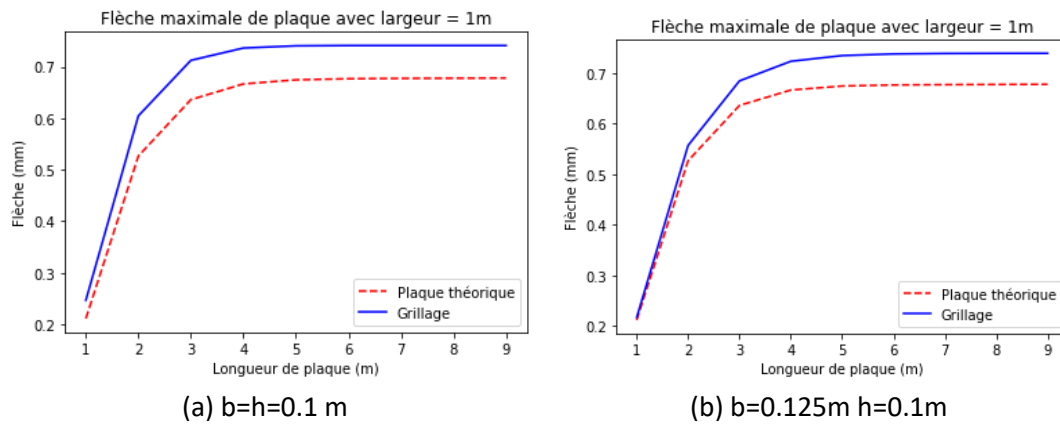 Flèche maximale de plaque avec largeur = 1m
Flèche (mm)
0.7
0.6
0.5
0.4
0.3
0.2
Plaque théorique
Grillage
1 2 3 4 5 6 7 8 9
Longueur de plaque (m)
(a) b=h=0.1 m
Flèche maximale de plaque avec largeur = 1m
Flèche (mm)
0.7
0.6
0.5
0.4
0.3
0.2
Plaque théorique
Grillage
1 2 3 4 5 6 7 8 9
Longueur de plaque (m)
(b) b=0.125m h=0.1m